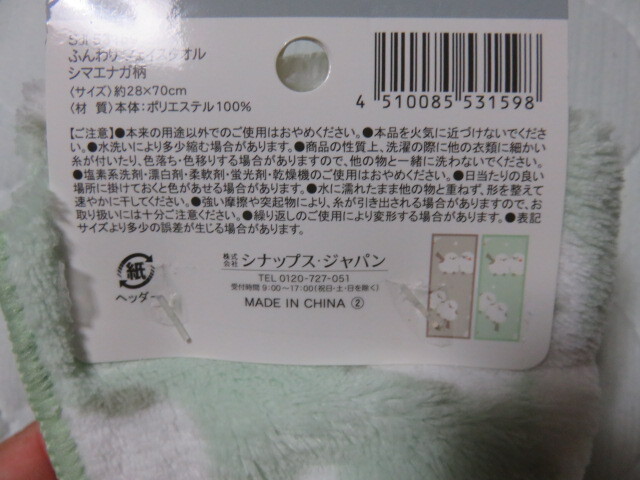 ふんわりフェイスタオル
シマエナガ柄
〈サイズ〉約28×70cm
〈材 質〉本体:ポリエステル100%
4 510085 531598
【ご注意】●本来の用途以外でのご使用はおやめください。●本品を火気に近づけないでくださ
い。●水洗いにより多少縮む場合があります。●商品の性質上、洗濯の際に他の衣類に細かい
糸が付いたり、色落ち・色移りする場合がありますので、他の物と一緒に洗わないでください。
●塩素系洗剤・漂白剤・柔軟剤・蛍光剤・乾燥機のご使用はおやめください。●日当たりの良い
場所に掛けておくと色があせる場合があります。●水に濡れたまま他の物と重ねず、形を整えて
速やかに干してください。●強い摩擦や突起物により、糸が引き出される場合がありますので、お
取り扱いには十分ご注意ください。●繰り返しのご使用により変形する場合があります。●表記
サイズより多少の誤差が生じる場合があります。
紙
ヘッダー
株式会社 シナップス・ジャパン
TEL 0120-727-051
受付時間 9:00〜17:00(祝日・土・日を除く)
MADE IN CHINA ②